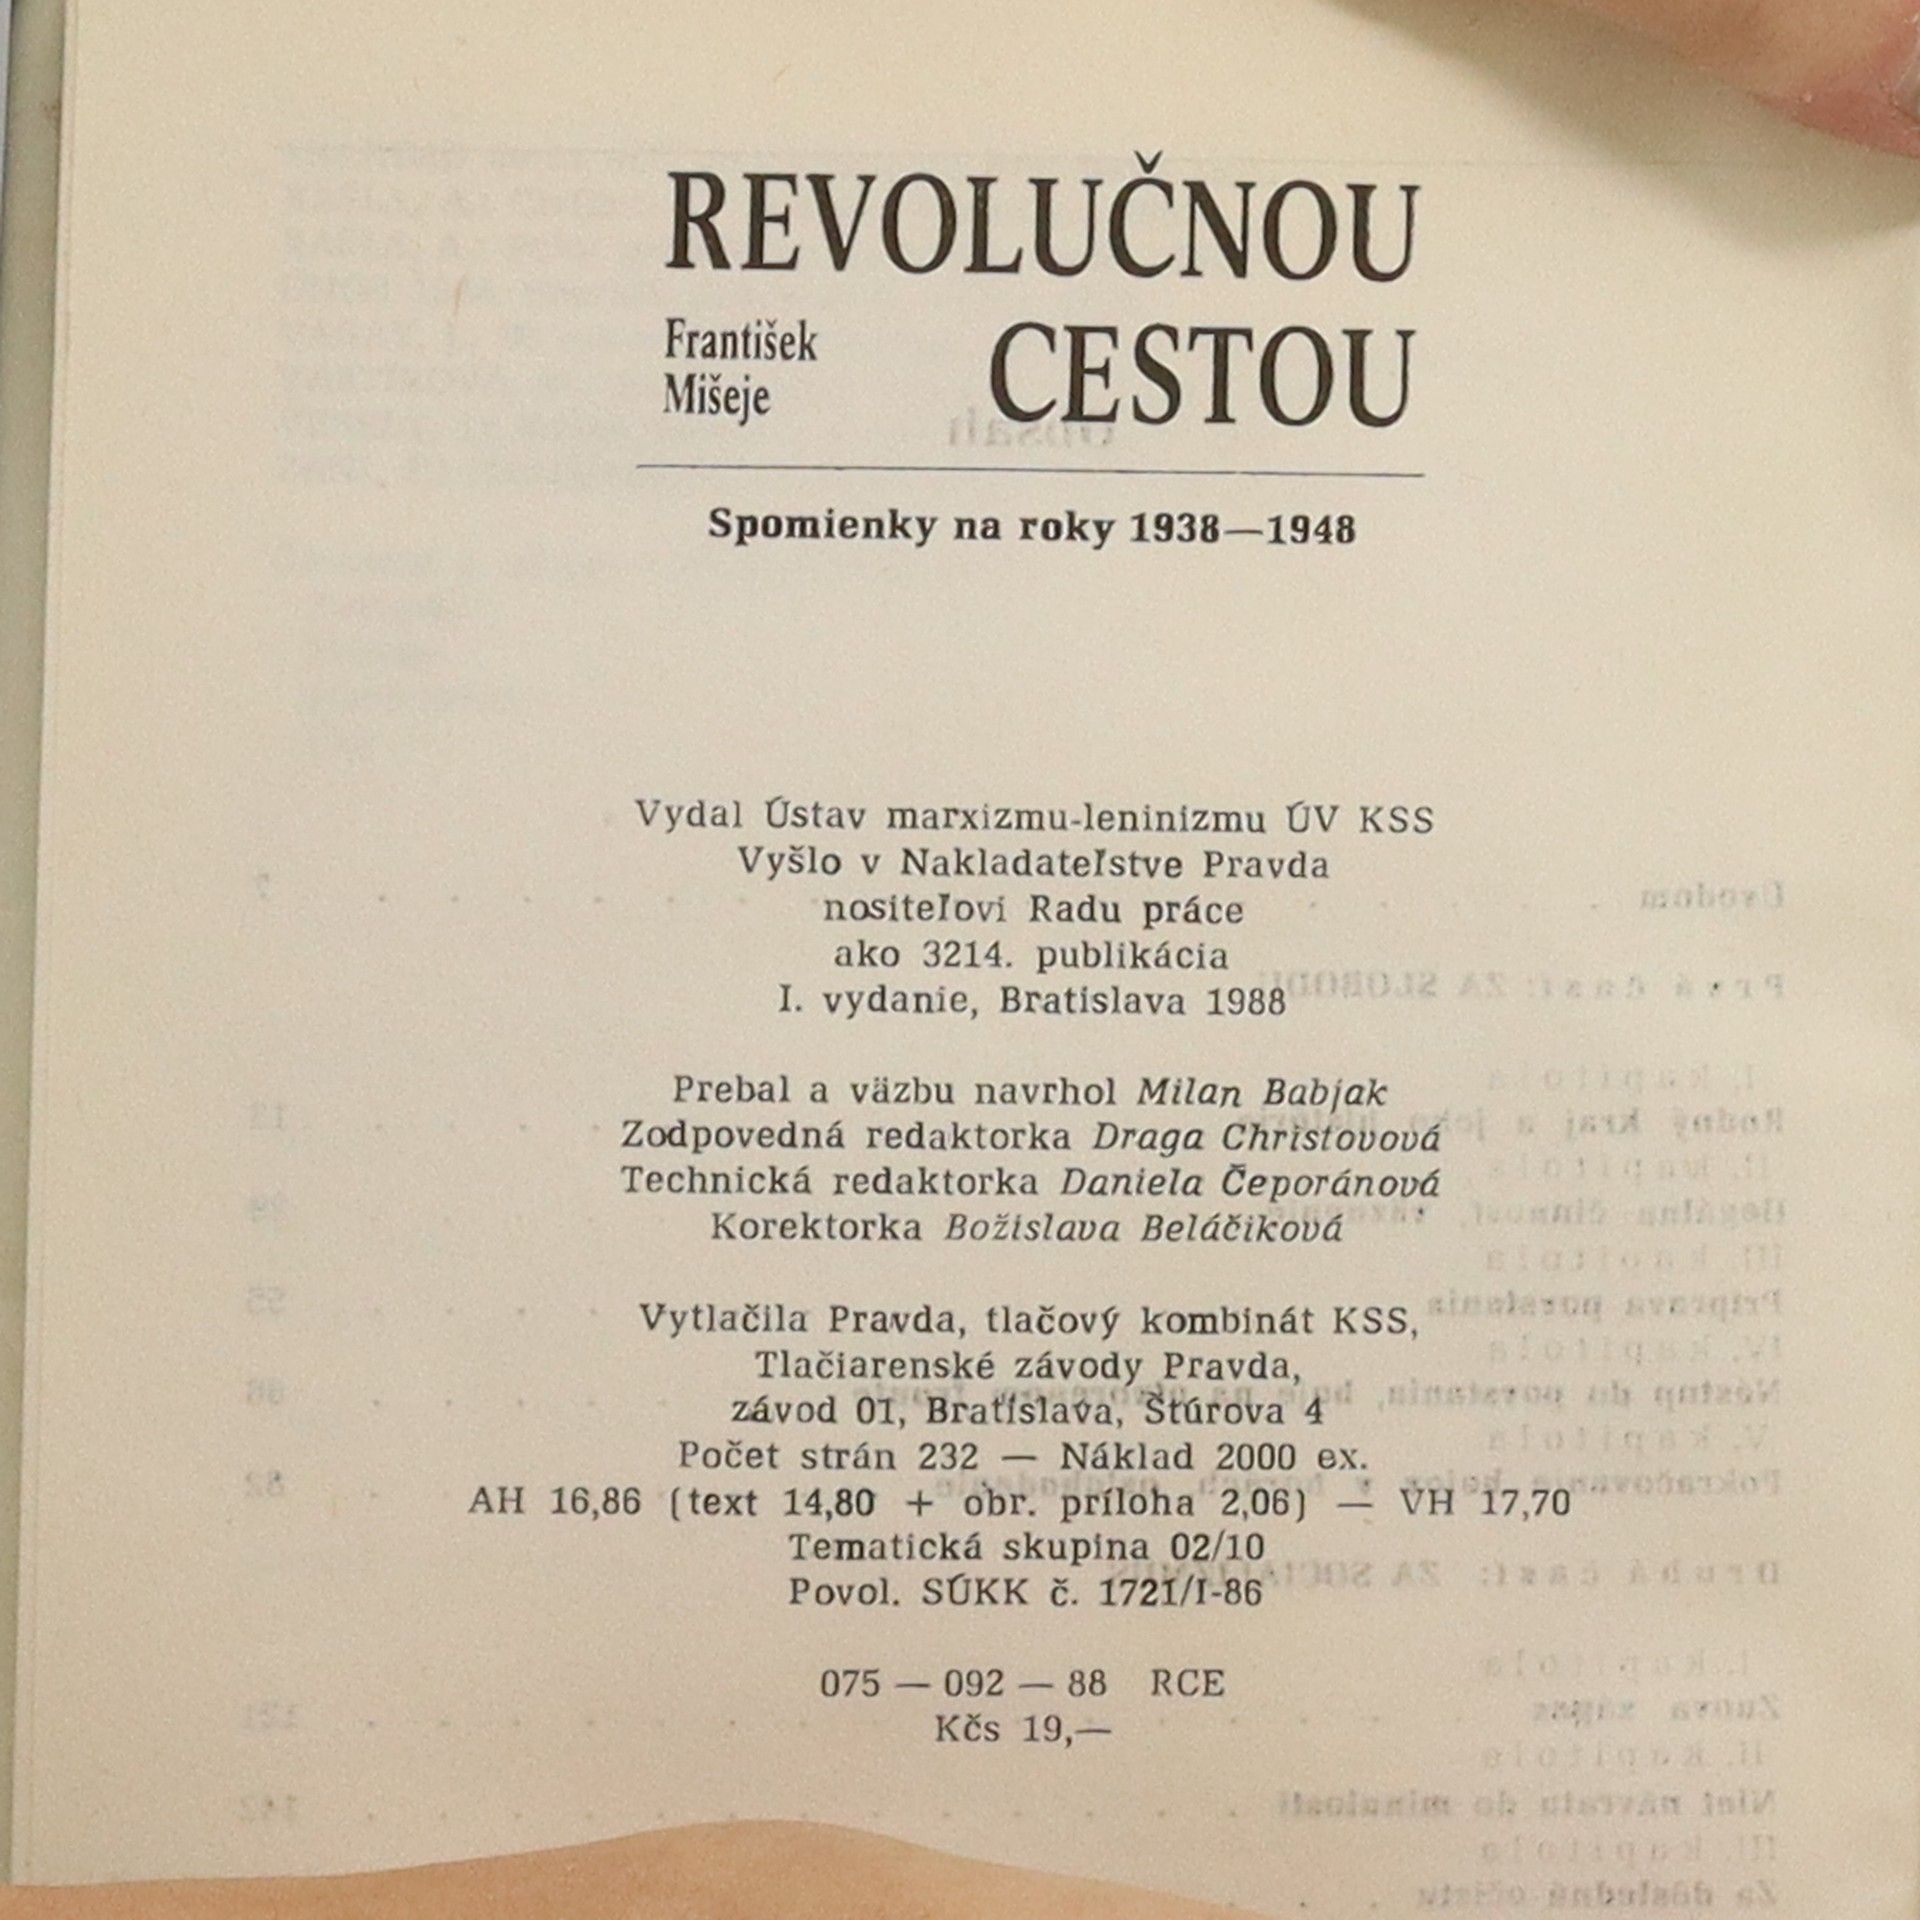 REVOLUČNOU
František
Mišeje
CESTOU
Spomienky na roky 1938—1948
Vydal Ústav marxizmu-leninizmu ÚV KSS
Vyšlo v Nakladateľstve Pravda
nositeľovi Radu práce
ako 3214. publikácia
I. vydanie, Bratislava 1988
Prebal a väzbu navrhol Milan Babjak
Zodpovedná redaktorka Draga Christovová
Technická redaktorka Daniela Čeporánová
Korektorka Božislava Beláčiková
Vytlačila Pravda, tlačový kombinát KSS,
Tlačiarenské závody Pravda,
závod 01, Bratislava, Štúrova 4
Počet strán 232 — Náklad 2000 ex.
AH 16,86 (text 14,80 + obr. príloha 2,06) — VH 17,70
Tematická skupina 02/10
Povol. SÚKK č. 1721/I-86
075 — 092 — 88 RCE
Kčs 19,—